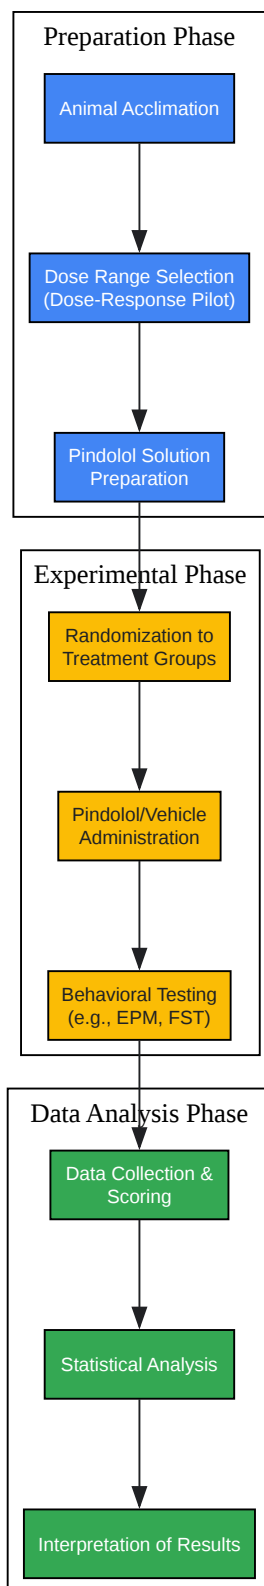 Preparation Phase
Animal Acclimation
Dose Range Selection
(Dose-Response Pilot)
Pindolol Solution
Preparation
Experimental Phase
Randomization to
Treatment Groups
Pindolol/Vehicle
Administration
Behavioral Testing
(e.g., EPM, FST)
Data Analysis Phase
Data Collection &
Scoring
Statistical Analysis
Interpretation of Results